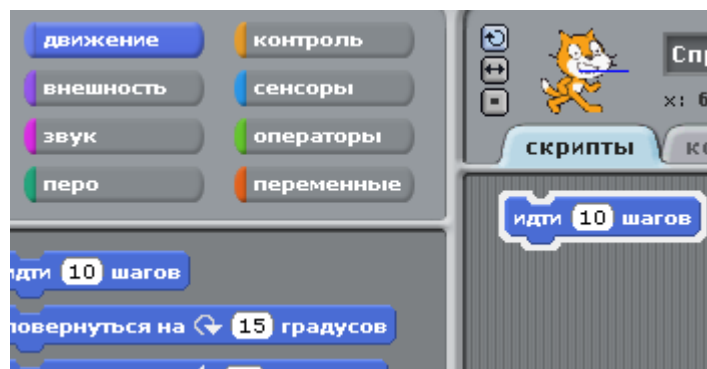 движение
контроль
внешность
сенсоры
звук
операторы
перо
переменные
x:
скрипты
идти 10 шагов
идти 10 шагов
повернуться на 15 градусов